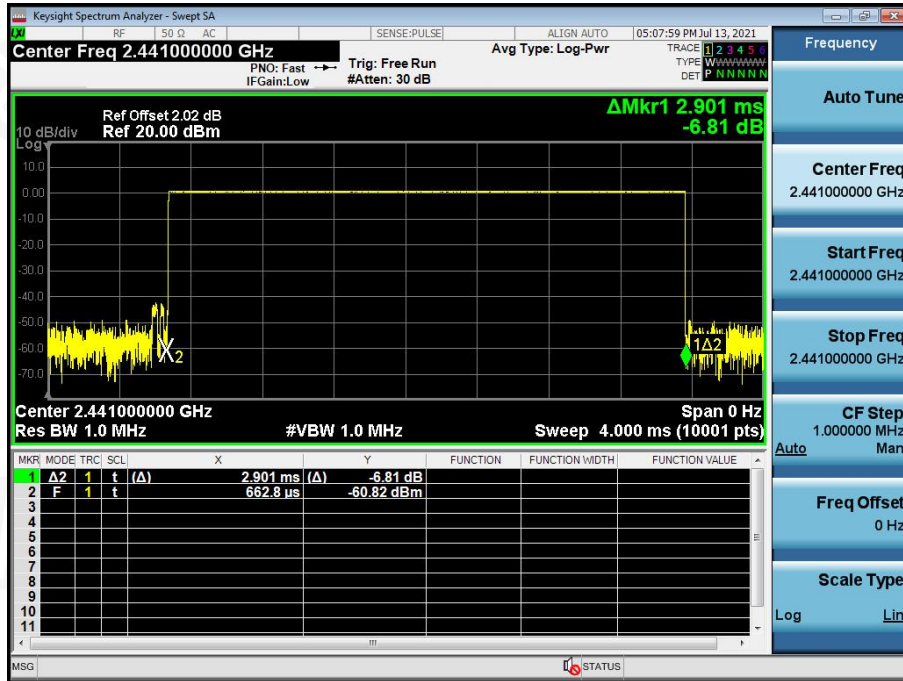 Keysight Spectrum Analyzer - Swept SA
LXI RF 50 Ω AC SENSE:PULSE ALIGN AUTO 05:07:59 PM Jul 13, 2021
Center Freq 2.441000000 GHz
PNO: Fast
IFGain:Low
Trig: Free Run
#Atten: 30 dB
Avg Type: Log-Pwr
TRACE 1 2 3 4 5 6
TYPE WWWWWW
DET P N N N N N
Frequency
Auto Tune
Center Freq
2.441000000 GHz
Start Freq
2.441000000 GHz
Stop Freq
2.441000000 GHz
CF Step
1.000000 MHz
Auto Man
Freq Offset
0 Hz
Scale Type
Log Lin
ΔMkr1 2.901 ms
-6.81 dB
Ref Offset 2.02 dB
10 dB/div Ref 20.00 dBm
Log
10.0
0.00
-10.0
-20.0
-30.0
-40.0
-50.0
-60.0
-70.0
2
1Δ2
Center 2.441000000 GHz Span 0 Hz
Res BW 1.0 MHz #VBW 1.0 MHz Sweep 4.000 ms (10001 pts)
MKR MODE TRC SCL X Y FUNCTION FUNCTION WIDTH FUNCTION VALUE
1 Δ2 1 t (Δ) 2.901 ms (Δ) -6.81 dB
2 F 1 t 662.8 µs -60.82 dBm
3
4
5
6
7
8
9
10
11
MSG STATUS